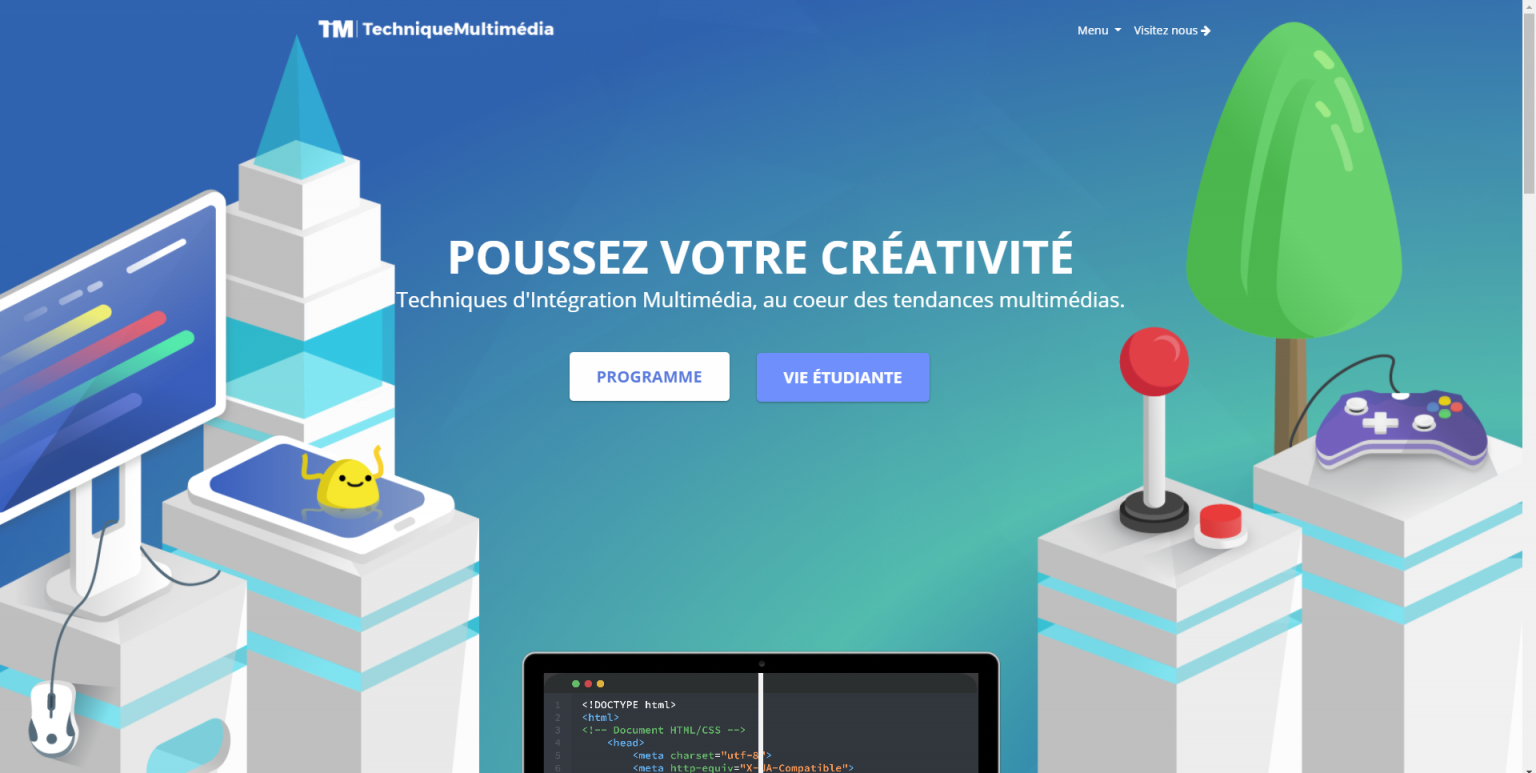 TM | TechniqueMultimédia
Menu Visitez nous
POUSSEZ VOTRE CRÉATIVITÉ
Techniques d'Intégration Multimédia, au coeur des tendances multimédias.
PROGRAMME VIE ÉTUDIANTE
1 <!DOCTYPE html>
2 <html>
3 <!-- Document HTML/CSS -->
4 <head>
5 <meta charset="utf-8">
6 <meta http-equiv="X-UA-Compatible">